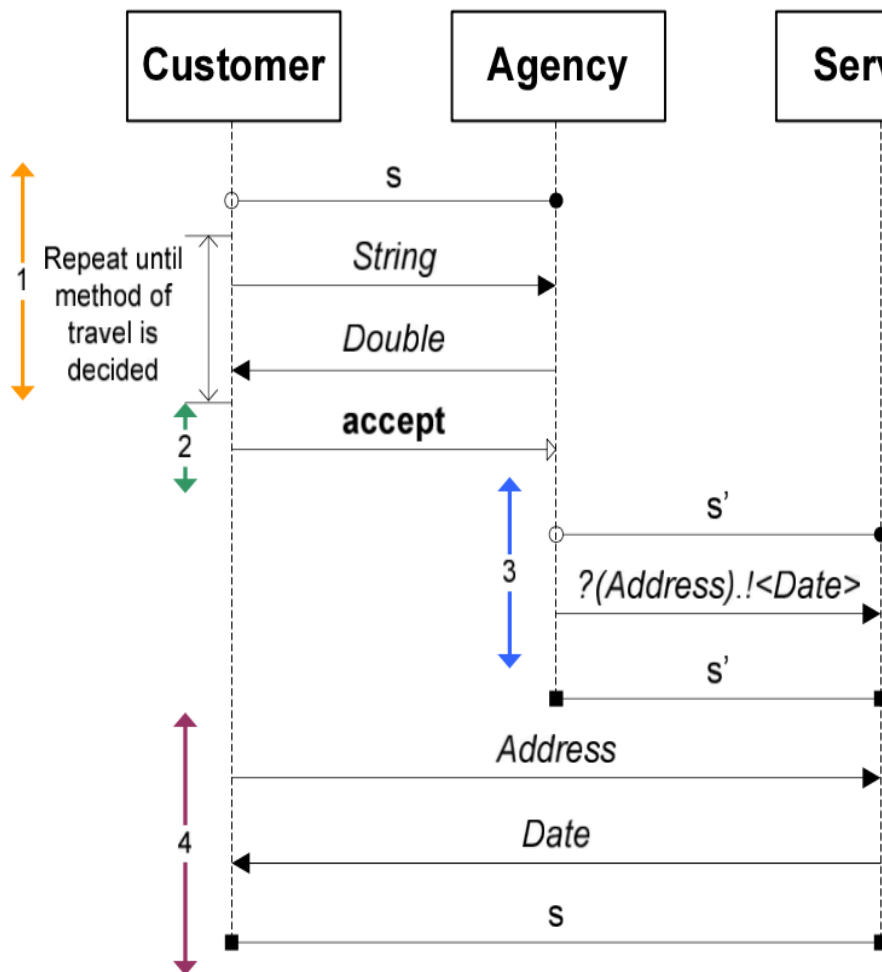 Customer
Agency
Serv
s
1
Repeat until
method of
travel is
decided
String
Double
2
accept
s’
3
?(Address).!<Date>
s’
Address
4
Date
s